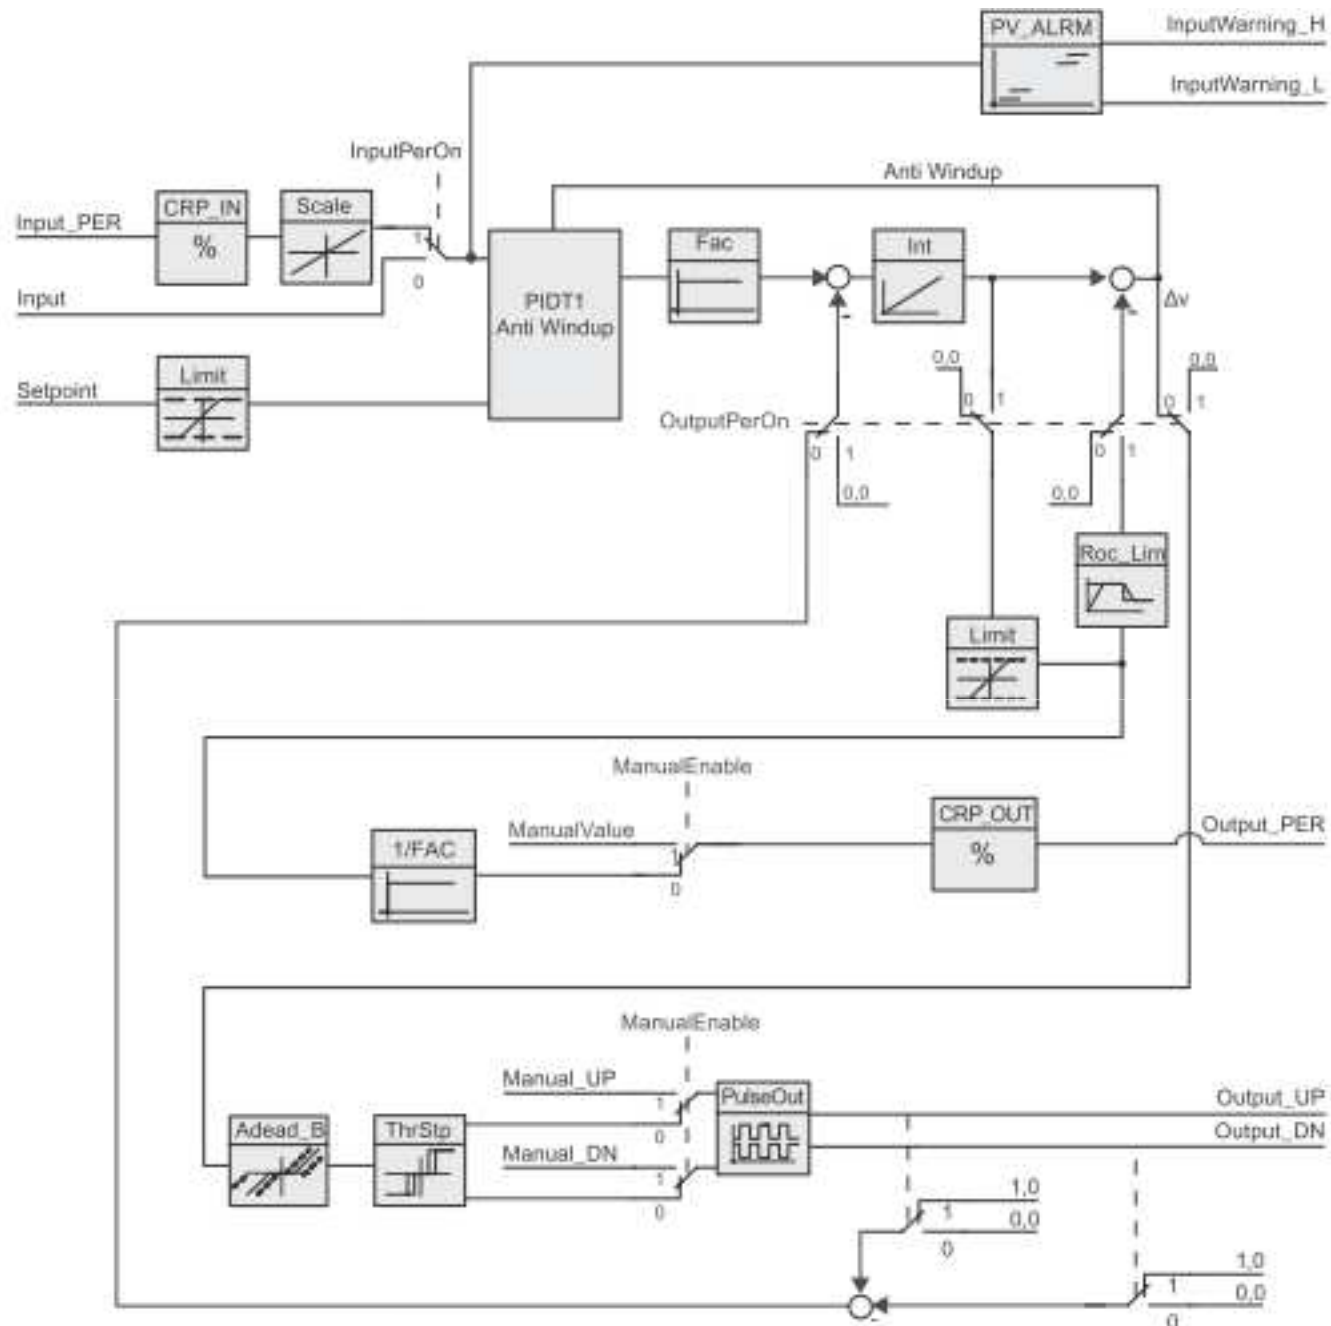 PV_ALRM
InputWarning_H
InputWarning_L
InputPerOn
Anti Windup
Input_PER
CRP_IN
%
Scale
1
0
Input
PIDT1
Anti Windup
Fac
Int
-
-
Δv
Setpoint
Limit
0,0
0,0
OutputPerOn
0
1
0
1
0
1
0
1
0,0
0,0
Roc_Lim
Limit
ManualEnable
ManualValue
1
0
1/FAC
CRP_OUT
%
Output_PER
ManualEnable
Manual_UP
1
0
PulseOut
Output_UP
Output_DN
Adead_B
ThrStp
Manual_DN
1
0
1,0
1
0,0
0
1,0
1
0,0
0
-